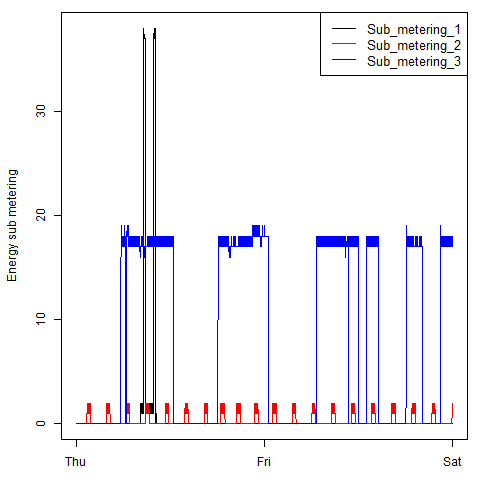 Sub_metering_1
Sub_metering_2
Sub_metering_3
Energy sub metering
30
20
10
0
Thu Fri Sat